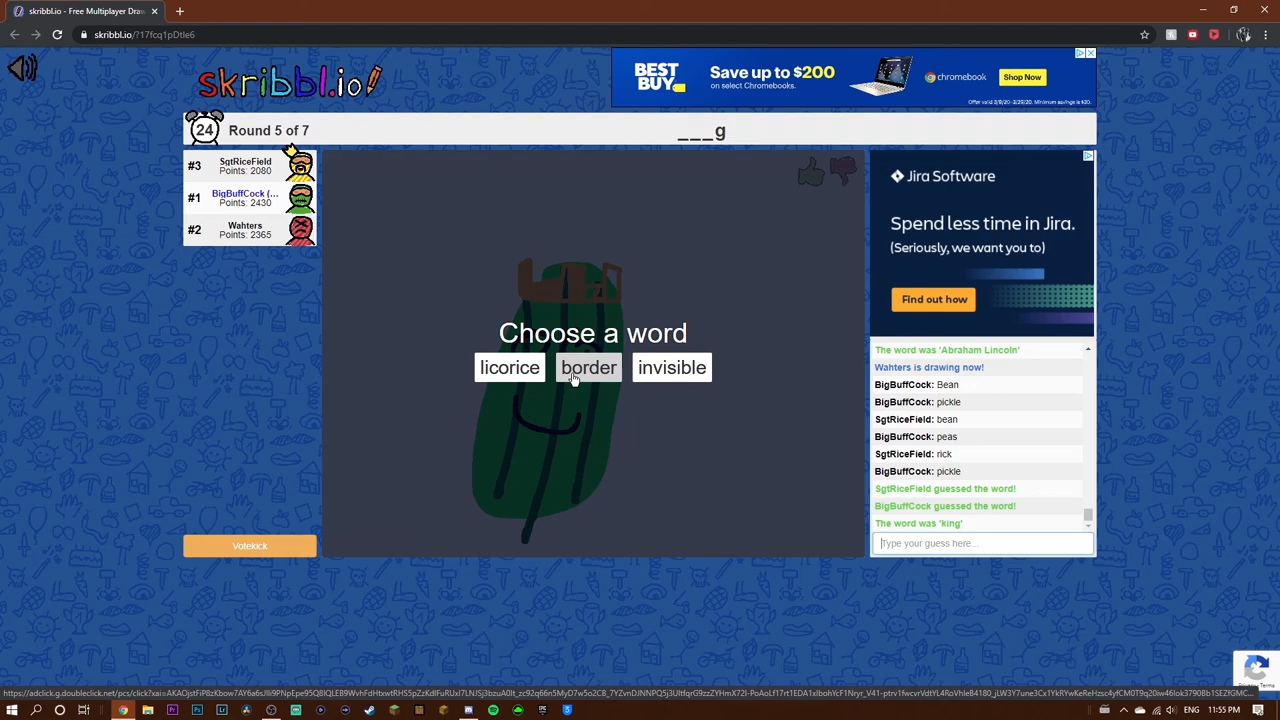 skribbl.io - Free Multiplayer Draw
skribbl.io/?17fcq1pDtIe6
skribbl.io
BEST BUY
Save up to $200
on select Chromebooks.
chromebook
Shop Now
24
Round 5 of 7
___g
#3
SgtRiceField
Points: 2080
#1
BigBuffCock (...
Points: 2430
#2
Wahters
Points: 2365
Choose a word
licorice
border
invisible
Jira Software
Spend less time in Jira.
(Seriously, we want you to)
Find out how
The word was 'Abraham Lincoln'
Wahters is drawing now!
BigBuffCock: Bean
BigBuffCock: pickle
SgtRiceField: bean
BigBuffCock: peas
SgtRiceField: rick
BigBuffCock: pickle
SgtRiceField guessed the word!
BigBuffCock guessed the word!
The word was 'king'
Type your guess here...
Votekick
Privacy - Terms
ENG
11:55 PM